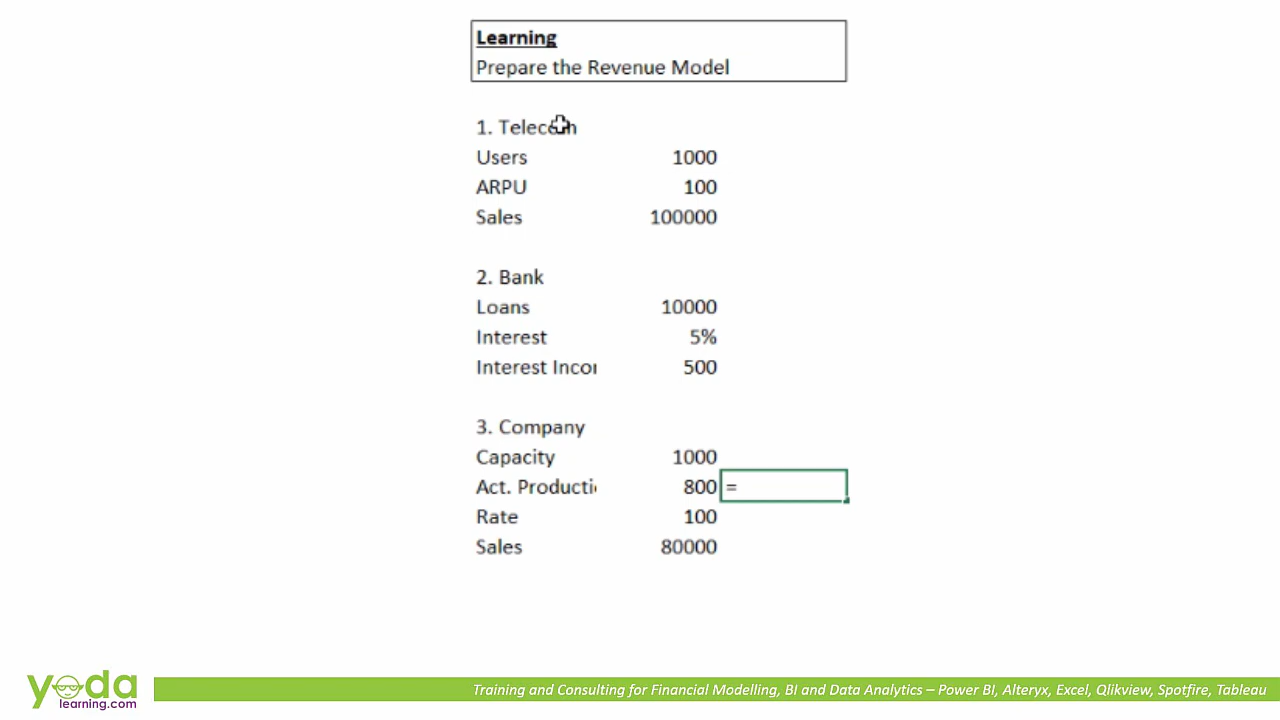 Learning
Prepare the Revenue Model
1. Telecom
Users 1000
ARPU 100
Sales 100000
2. Bank
Loans 10000
Interest 5%
Interest Incor 500
3. Company
Capacity 1000
Act. Producti 800 =
Rate 100
Sales 80000
yoda
learning.com
Training and Consulting for Financial Modelling, BI and Data Analytics – Power BI, Alteryx, Excel, Qlikview, Spotfire, Tableau